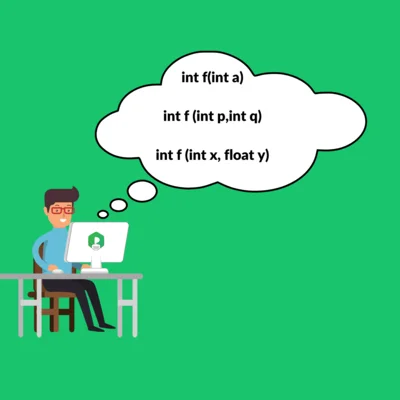 int f(int a)
int f (int p,int q)
int f (int x, float y)